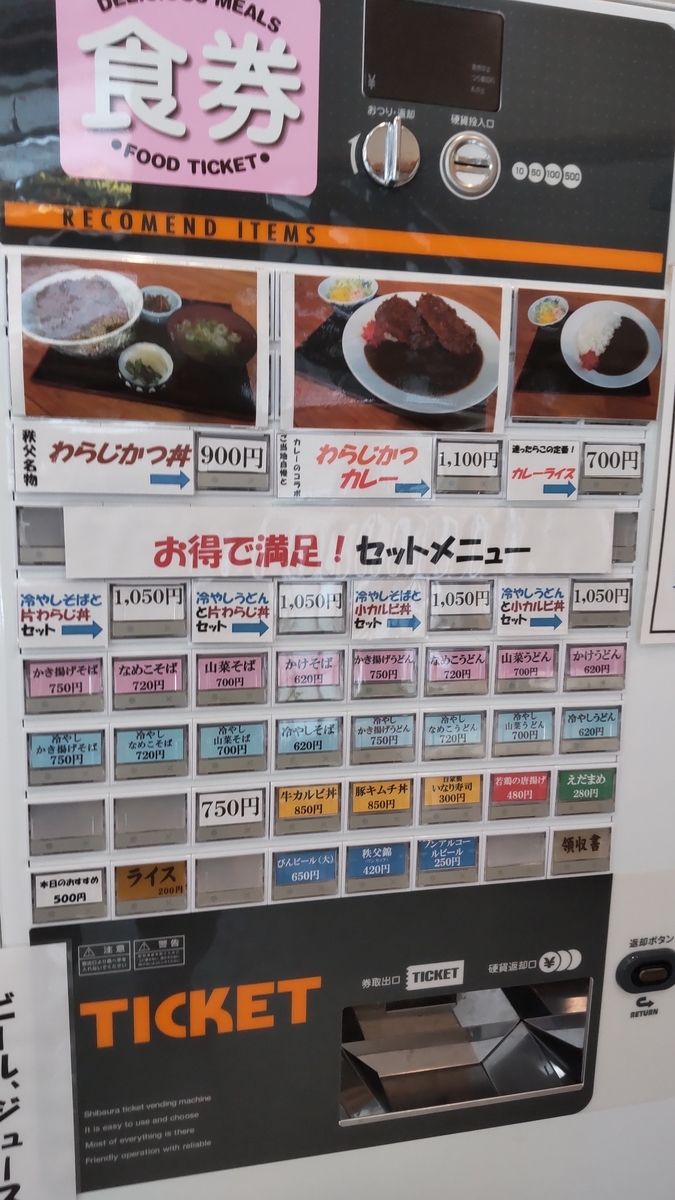 DELICIOUS MEALS
食券
•FOOD TICKET•
おつり・返却
硬貨投入口
10 50 100 500
¥
RECOMEND ITEMS
秩父名物
わらじかつ丼
900円
ご当地自慢と
カレーのコラボ
わらじかつ
カレー
1,100円
迷ったらこの定番!
カレーライス
700円
お得で満足!セットメニュー
冷やしそばと
片わらじ丼
セット
1,050円
冷やしうどん
と片わらじ丼
セット
1,050円
冷やしそばと
小カルビ丼
セット
1,050円
冷やしうどん
と小カルビ丼
セット
1,050円
かき揚げそば
750円
なめこそば
720円
山菜そば
700円
かけそば
620円
かき揚げうどん
750円
なめこうどん
720円
山菜うどん
700円
かけうどん
620円
冷やし
かき揚げそば
750円
冷やし
なめこそば
720円
冷やし
山菜そば
700円
冷やしそば
620円
冷やし
かき揚げうどん
750円
冷やし
なめこうどん
720円
冷やし
山菜うどん
700円
冷やしうどん
620円
750円
牛カルビ丼
850円
豚キムチ丼
850円
自家製
いなり寿司
300円
若鶏の唐揚げ
480円
えだまめ
280円
本日のおすすめ
500円
ライス
200円
びんビール(大)
650円
秩父錦
420円
ノンアルコー
ルビール
250円
領収書
注意
警告
TICKET
券取出口
TICKET
硬貨返却口
¥
返却ボタン
RETURN
Shibaura ticket vending machine
It is easy to use and choose
Most of everything is there
Friendly operation with reliable
ビール、ジュース